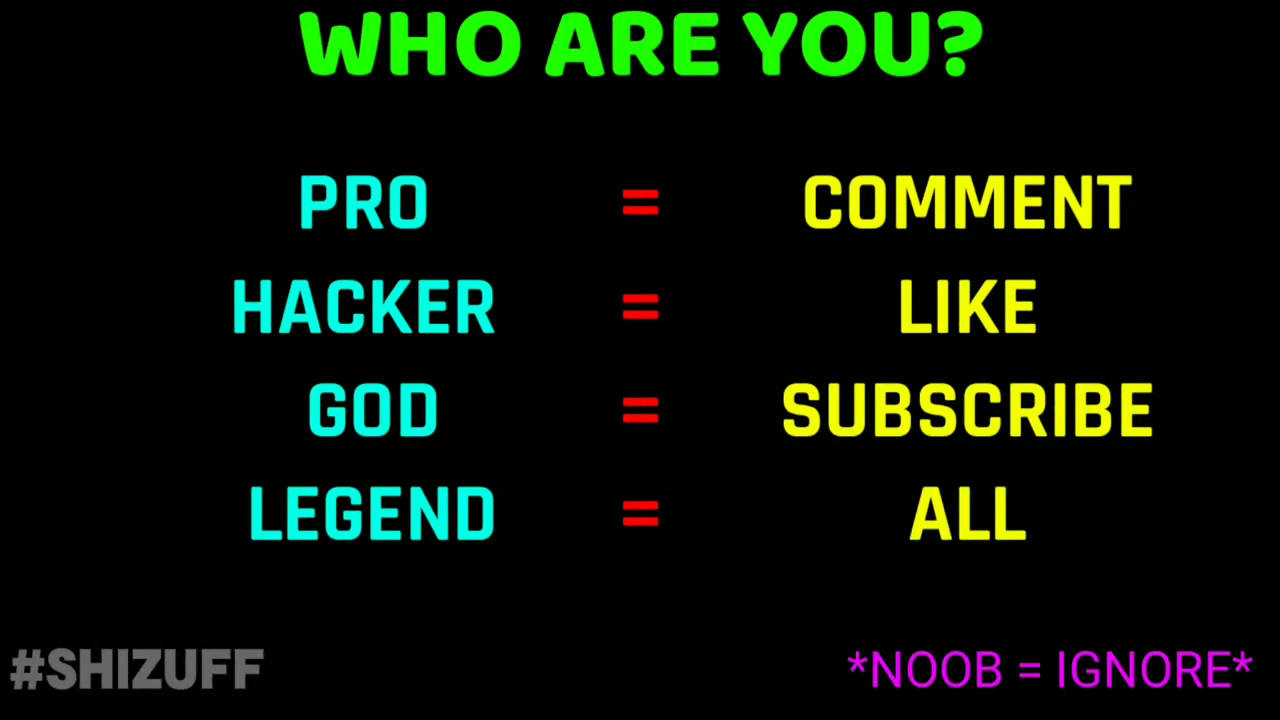 WHO ARE YOU?
PRO = COMMENT
HACKER = LIKE
GOD = SUBSCRIBE
LEGEND = ALL
#SHIZUFF
*NOOB = IGNORE*